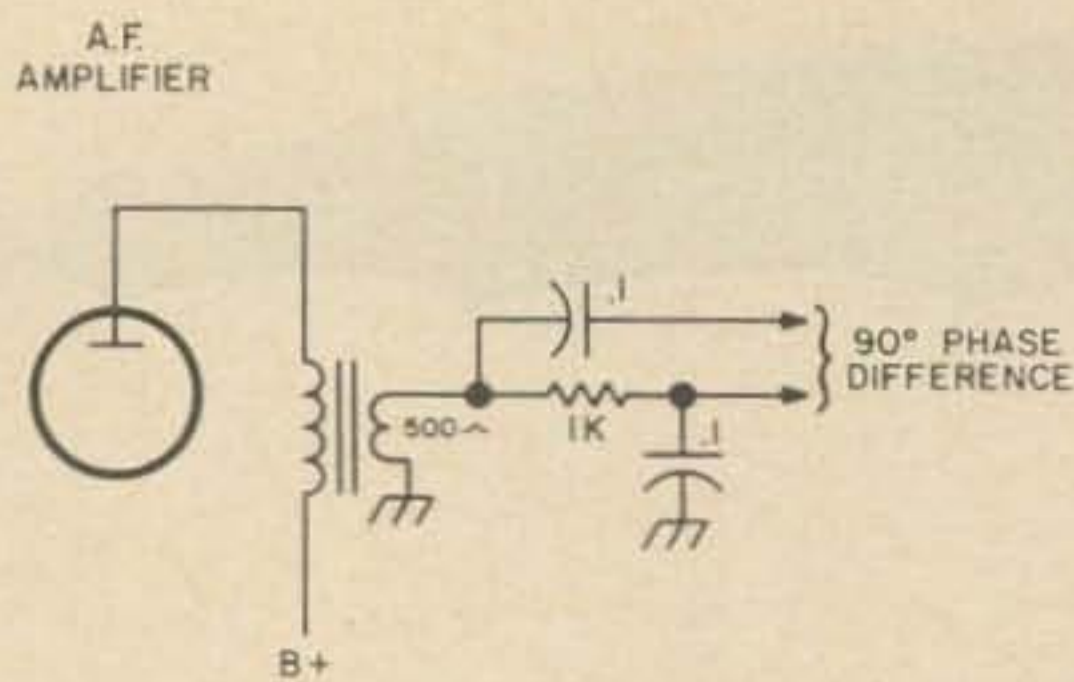 A.F.
AMPLIFIER
.1
90° PHASE
DIFFERENCE
500~
1K
.1
B+